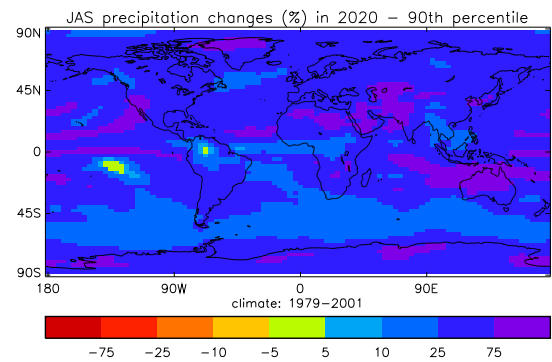 JAS precipitation changes (%) in 2020 − 90th percentile
90N
45N
0
45S
90S
180 90W 0 90E
climate: 1979−2001
−75 −25 −10 −5 5 10 25 75